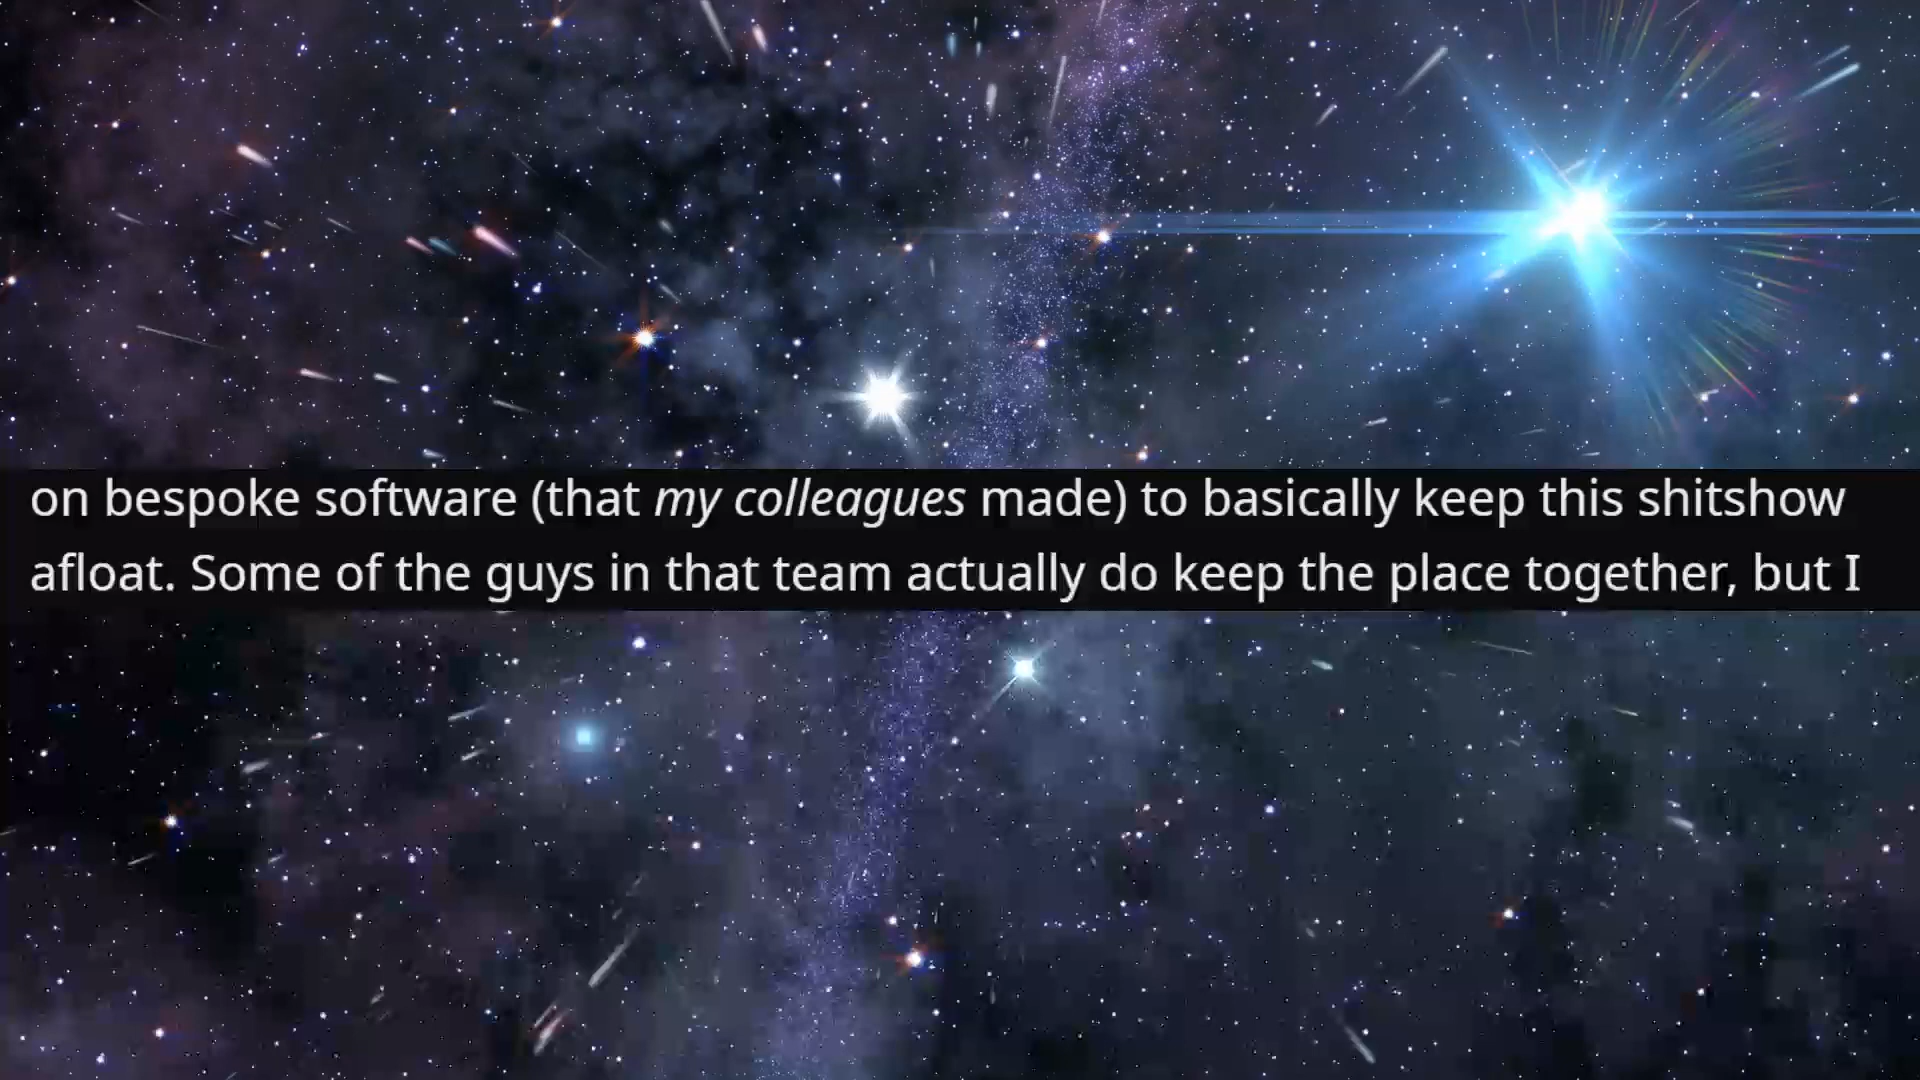 on bespoke software (that my colleagues made) to basically keep this shitshow
afloat. Some of the guys in that team actually do keep the place together, but I